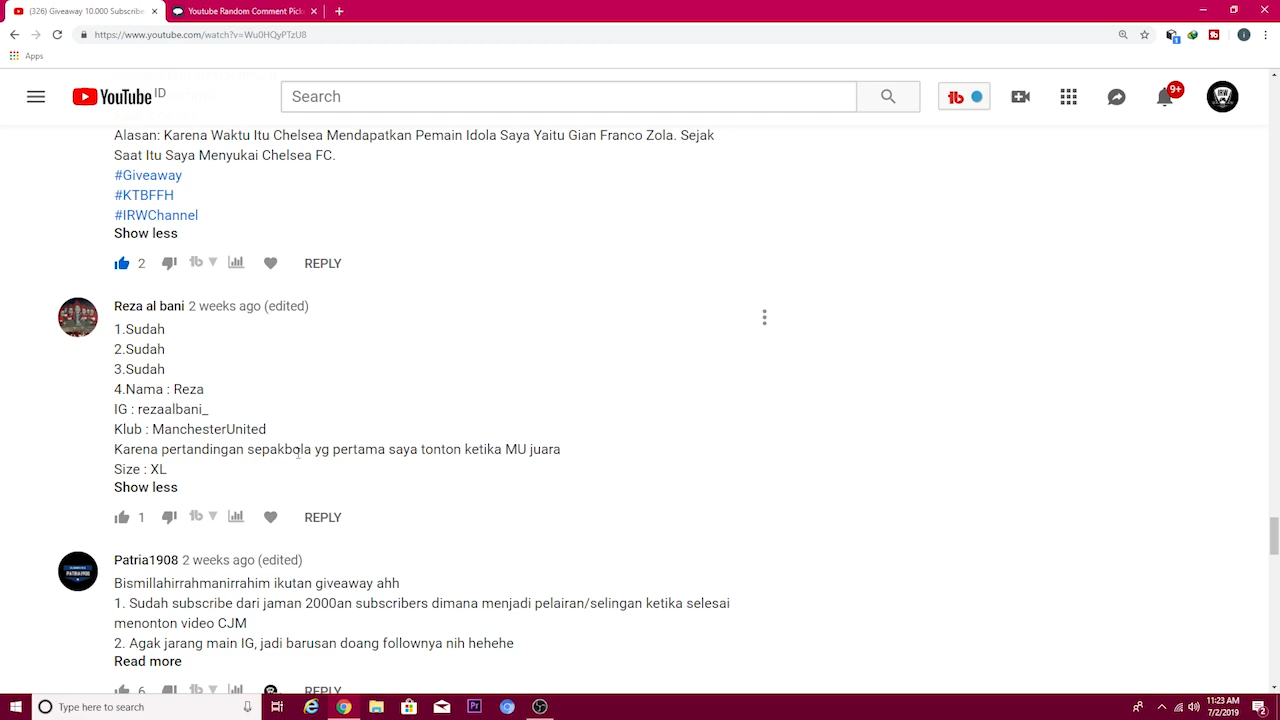 (326) Giveaway 10.000 Subscribe
Youtube Random Comment Pick
https://www.youtube.com/watch?v=Wu0HQyPTzU8
Apps
YouTube ID
Search
9+
Alasan: Karena Waktu Itu Chelsea Mendapatkan Pemain Idola Saya Yaitu Gian Franco Zola. Sejak
Saat Itu Saya Menyukai Chelsea FC.
#Giveaway
#KTBFFH
#IRWChannel
Show less
2
REPLY
Reza al bani 2 weeks ago (edited)
1.Sudah
2.Sudah
3.Sudah
4.Nama : Reza
IG : rezaalbani_
Klub : ManchesterUnited
Karena pertandingan sepakbola yg pertama saya tonton ketika MU juara
Size : XL
Show less
1
REPLY
Patria1908 2 weeks ago (edited)
Bismillahirrahmanirrahim ikutan giveaway ahh
1. Sudah subscribe dari jaman 2000an subscribers dimana menjadi pelairan/selingan ketika selesai
menonton video CJM
2. Agak jarang main IG, jadi barusan doang follownya nih hehehe
Read more
6
REPLY
Type here to search
11:23 AM
7/2/2019
2